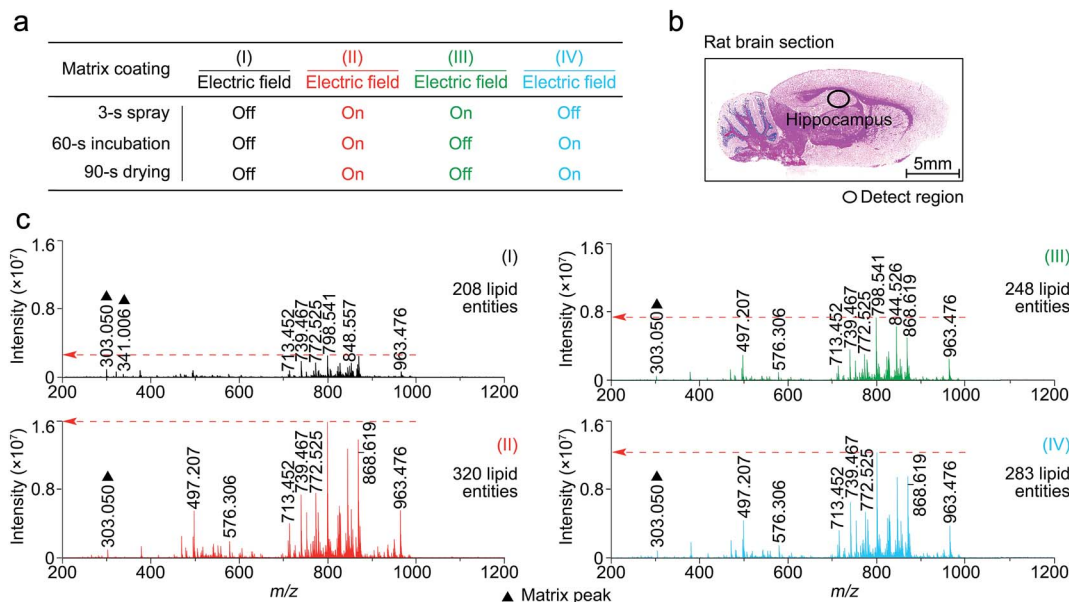 a
Matrix coating
(I)
Electric field
(II)
Electric field
(III)
Electric field
(IV)
Electric field
3-s spray Off On On Off
60-s incubation Off On Off On
90-s drying Off On Off On
b
Rat brain section
Hippocampus
5mm
Detect region
c
Intensity (×10⁷)
1.6
0.8
0
303.050▲
341.006▲
713.452
739.467
772.525
798.541
848.557
963.476
(I)
208 lipid
entities
200 400 600 800 1000 1200
Intensity (×10⁷)
1.6
0.8
0
303.050▲
497.207
576.306
713.452
739.467
772.525
798.541
844.526
868.619
963.476
(III)
248 lipid
entities
200 400 600 800 1000 1200
Intensity (×10⁷)
1.6
0.8
0
303.050▲
497.207
576.306
713.452
739.467
772.525
868.619
963.476
(II)
320 lipid
entities
200 400 600 800 1000 1200
m/z
Intensity (×10⁷)
1.6
0.8
0
303.050▲
497.207
576.306
713.452
739.467
772.525
868.619
963.476
(IV)
283 lipid
entities
200 400 600 800 1000 1200
m/z
▲ Matrix peak